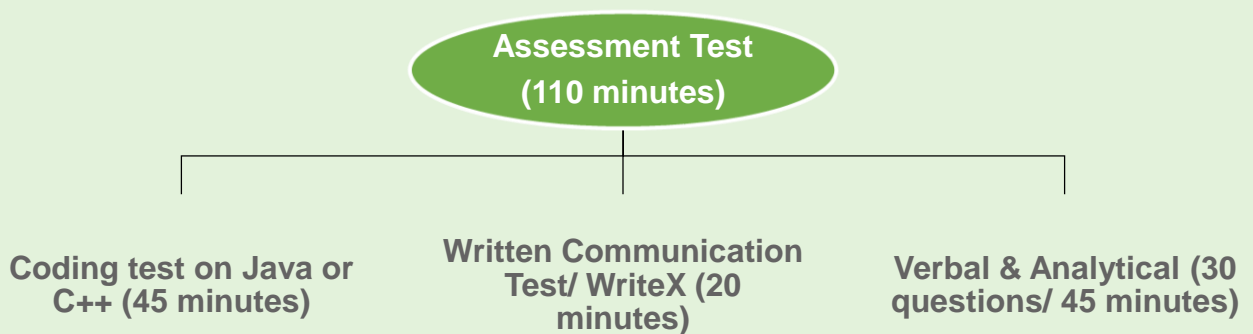 Assessment Test
(110 minutes)
Coding test on Java or
C++ (45 minutes)
Written Communication
Test/ WriteX (20
minutes)
Verbal & Analytical (30
questions/ 45 minutes)